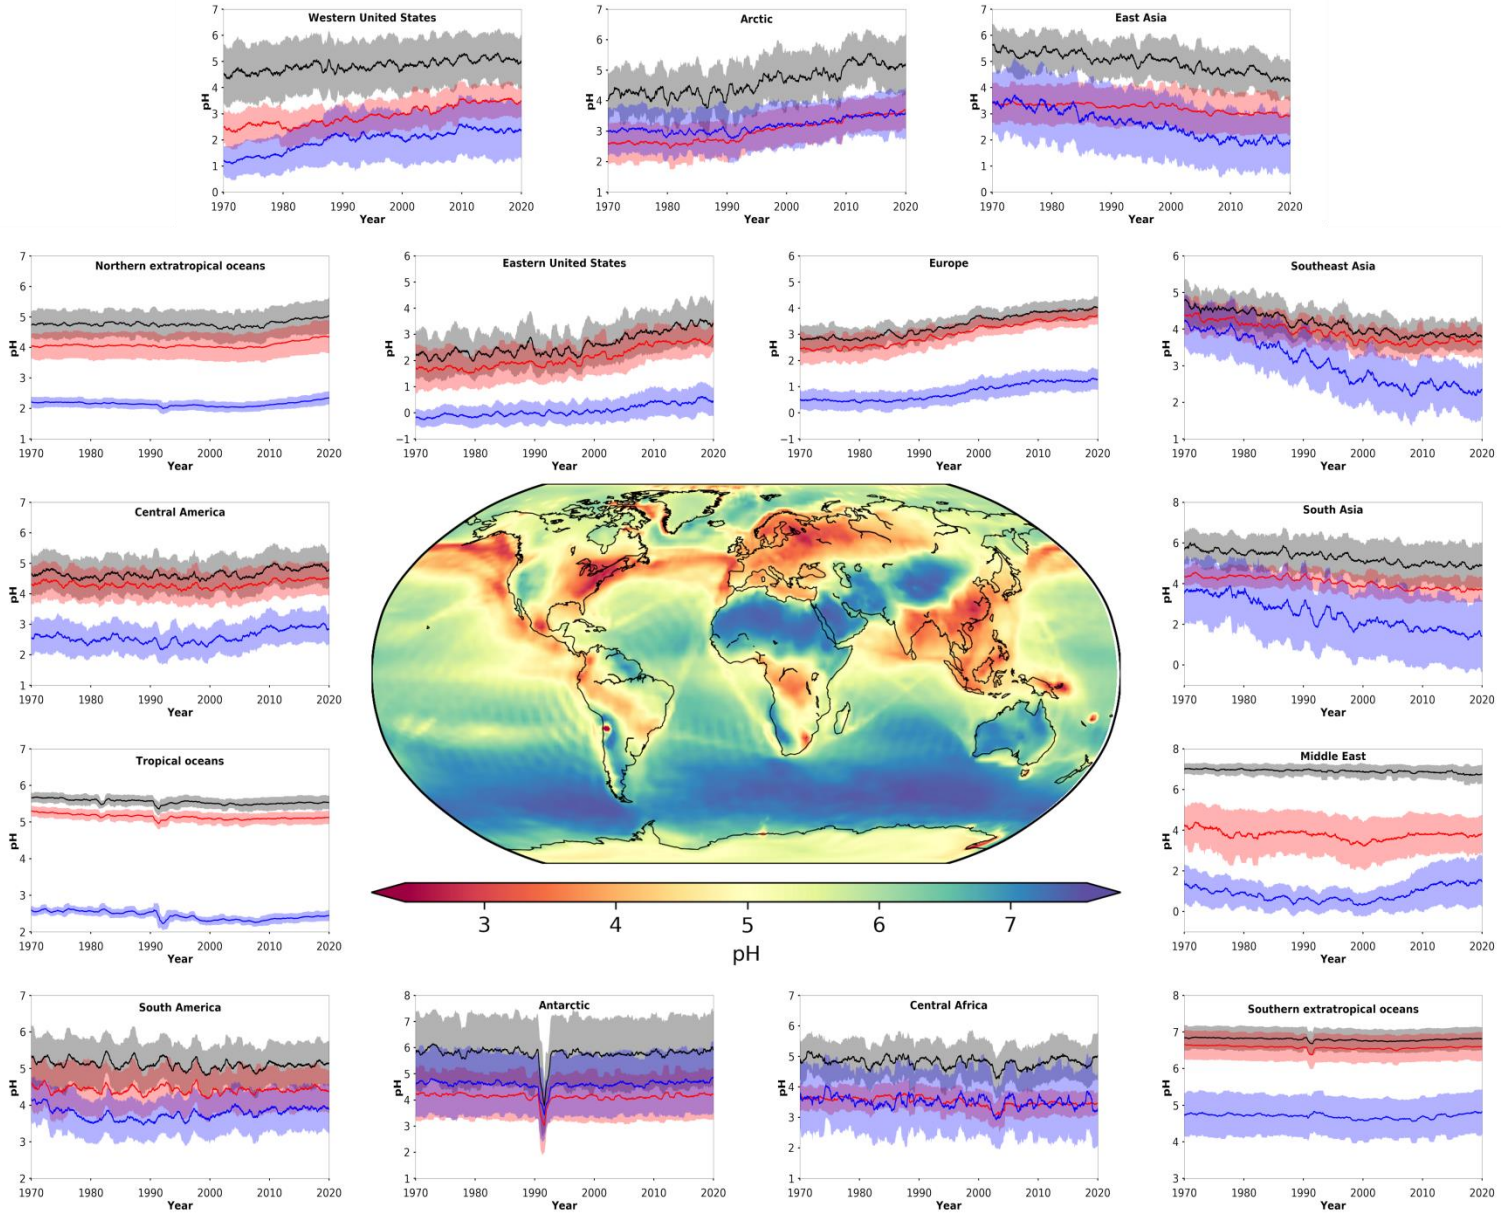 Western United States
7
6
5
4
3
2
1
0
pH
1970 1980 1990 2000 2010 2020
Year
Arctic
7
6
5
4
3
2
1
pH
1970 1980 1990 2000 2010 2020
Year
East Asia
7
6
5
4
3
2
1
0
pH
1970 1980 1990 2000 2010 2020
Year
Northern extratropical oceans
7
6
5
4
3
2
1
pH
1970 1980 1990 2000 2010 2020
Year
Eastern United States
6
5
4
3
2
1
0
−1
pH
1970 1980 1990 2000 2010 2020
Year
Europe
6
5
4
3
2
1
0
−1
pH
1970 1980 1990 2000 2010 2020
Year
Southeast Asia
6
5
4
3
2
1
pH
1970 1980 1990 2000 2010 2020
Year
Central America
7
6
5
4
3
2
1
pH
1970 1980 1990 2000 2010 2020
Year
South Asia
8
6
4
2
0
pH
1970 1980 1990 2000 2010 2020
Year
Tropical oceans
7
6
5
4
3
2
pH
1970 1980 1990 2000 2010 2020
Year
3 4 5 6 7
pH
Middle East
8
6
4
2
0
pH
1970 1980 1990 2000 2010 2020
Year
South America
7
6
5
4
3
2
pH
1970 1980 1990 2000 2010 2020
Year
Antarctic
8
7
6
5
4
3
2
1
pH
1970 1980 1990 2000 2010 2020
Year
Central Africa
7
6
5
4
3
2
1
pH
1970 1980 1990 2000 2010 2020
Year
Southern extratropical oceans
8
7
6
5
4
3
pH
1970 1980 1990 2000 2010 2020
Year